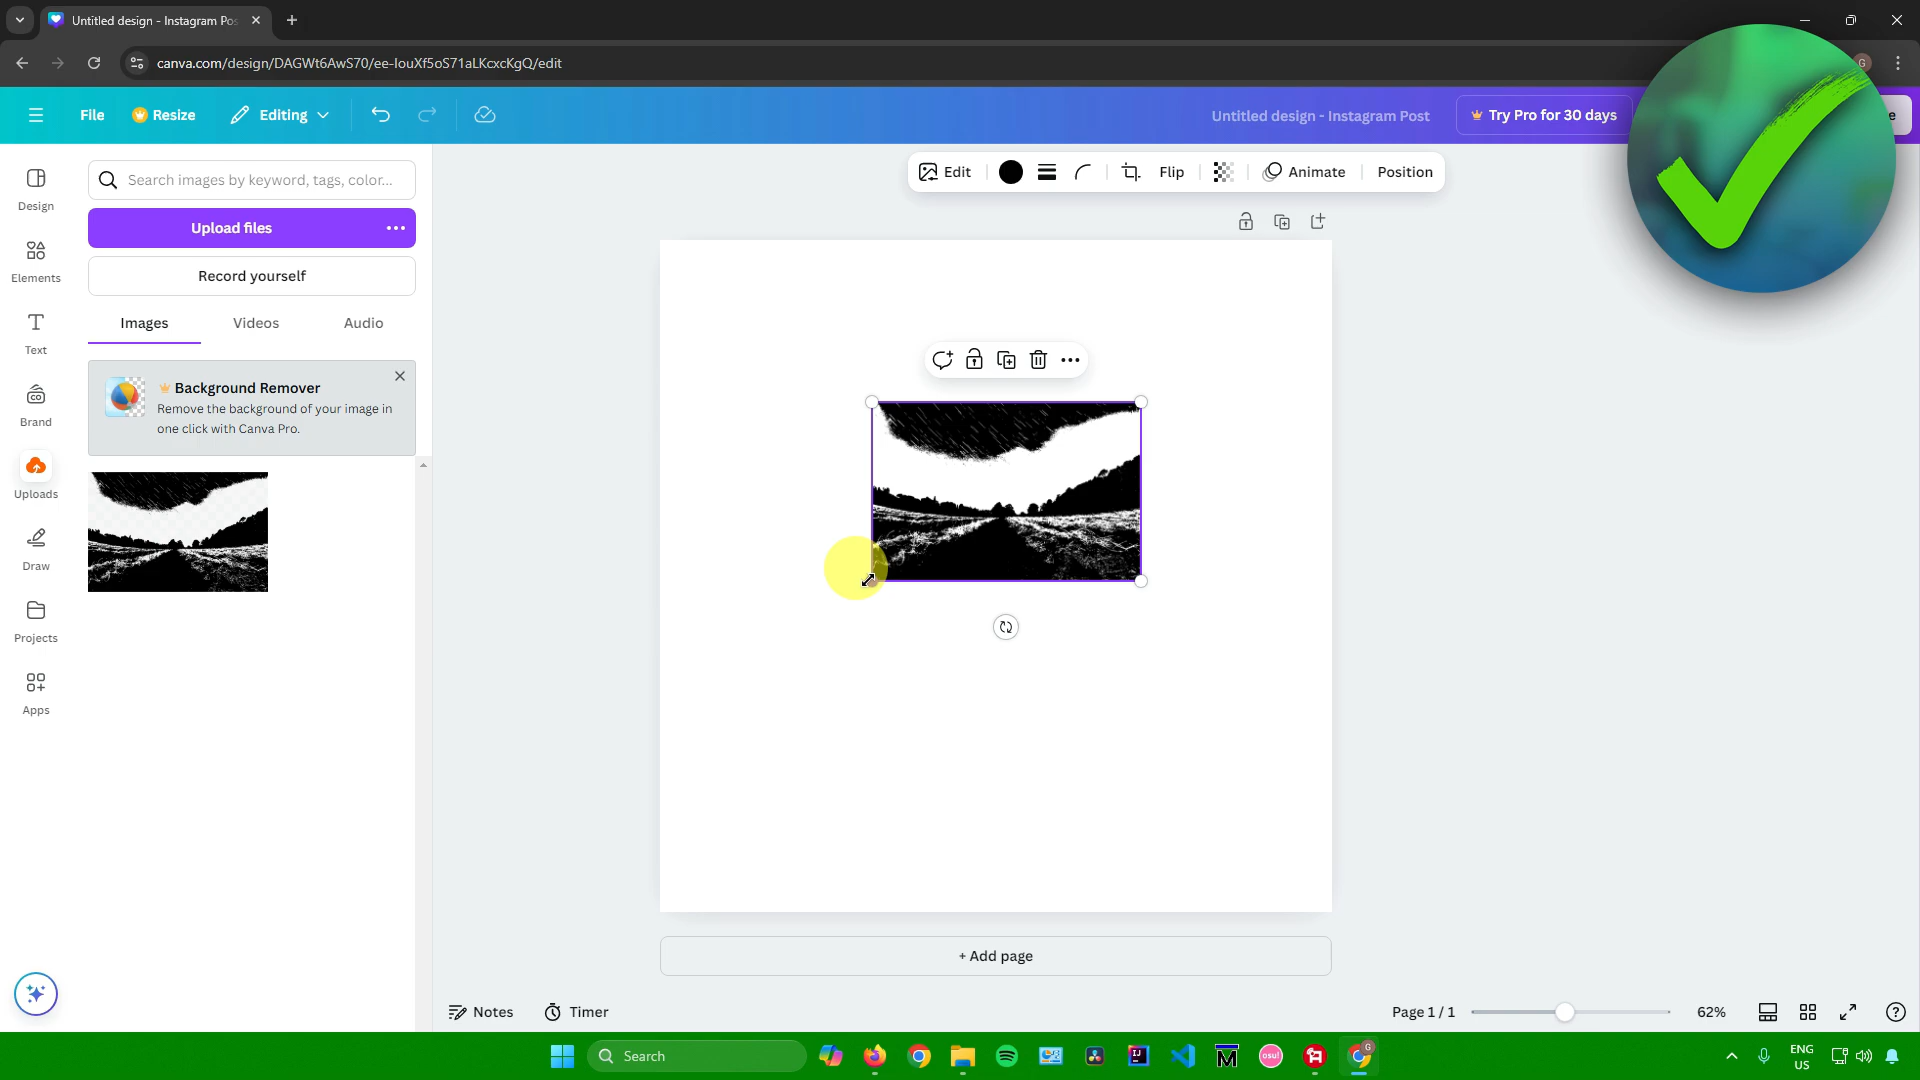 Untitled design - Instagram Pos
canva.com/design/DAGWt6AwS70/ee-IouXf5oS71aLKcxcKgQ/edit
G
File
Resize
Editing
Untitled design - Instagram Post
Try Pro for 30 days
e
Design
Elements
Text
Brand
Uploads
Draw
Projects
Apps
Search images by keyword, tags, color...
Upload files
Record yourself
Images
Videos
Audio
Background Remover
Remove the background of your image in
one click with Canva Pro.
Edit
Flip
Animate
Position
+ Add page
Notes
Timer
Page 1 / 1
62%
Search
osu!
G
ENG
US